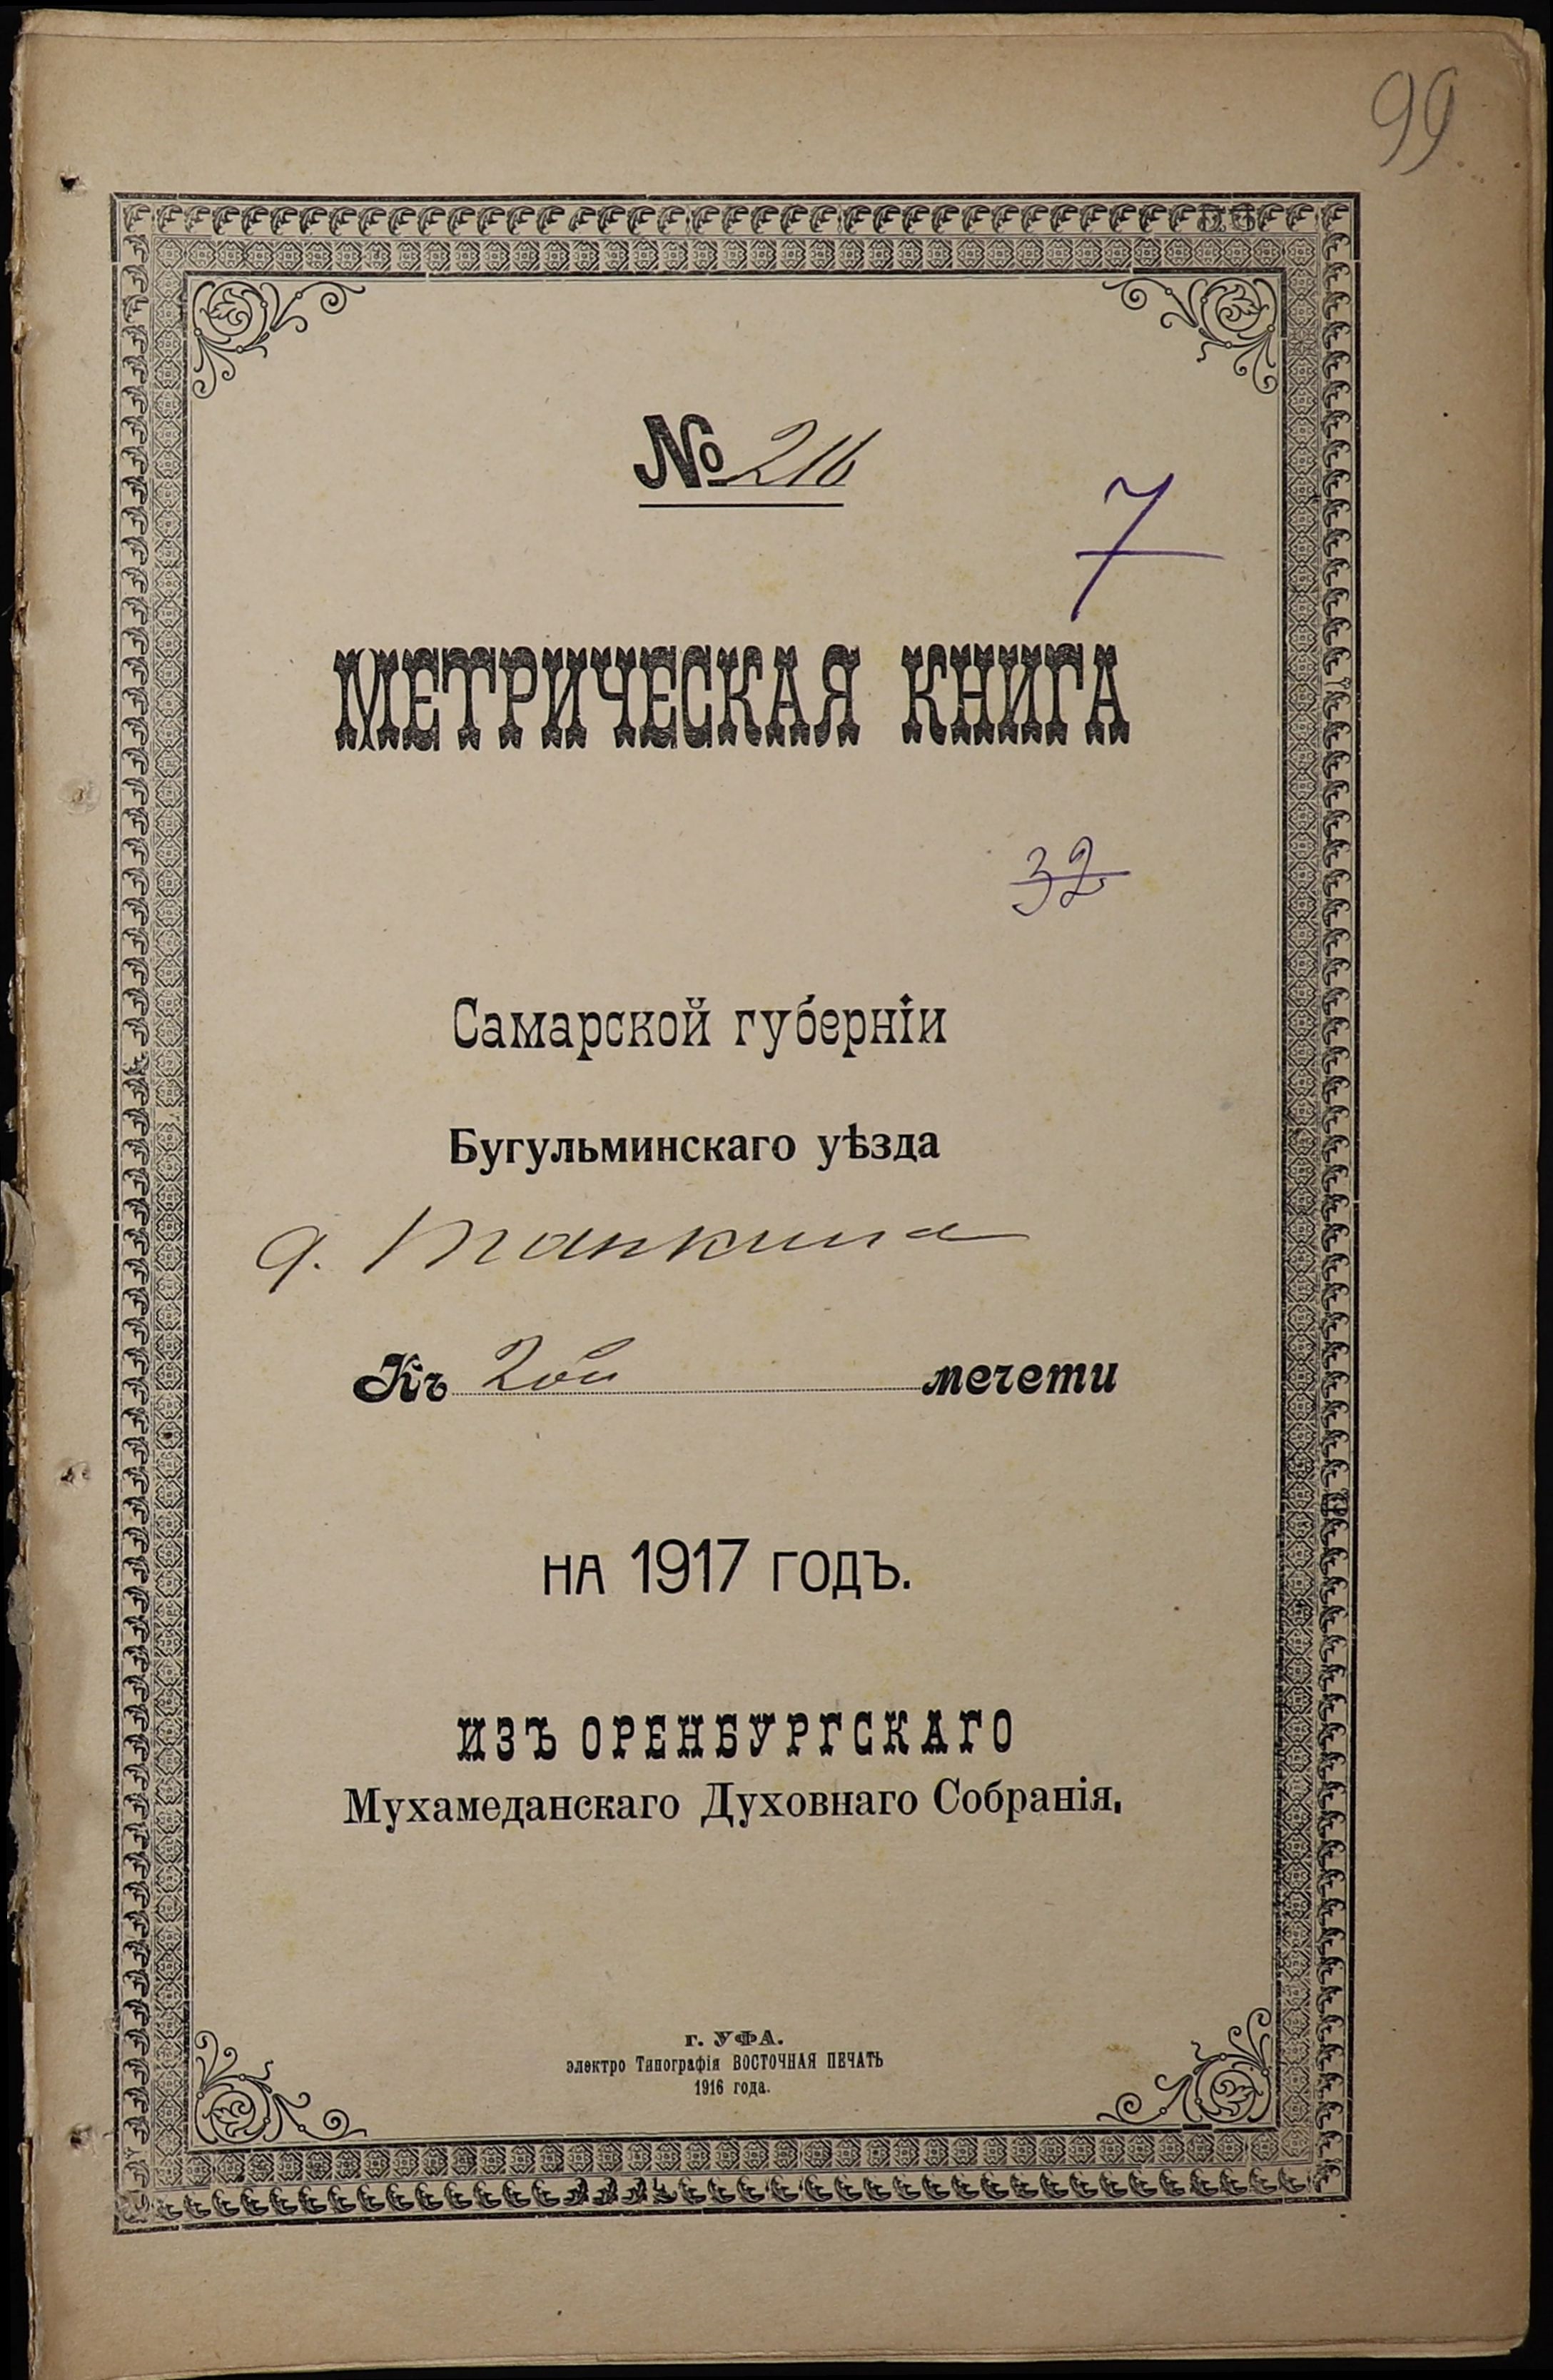 99
№ 216
7
МЕТРИЧЕСКАЯ КНИГА
32
Самарской губерніи
Бугульминскаго уѣзда
д.
Къ 2ой мечети
НА 1917 ГОДЪ.
ИЗЪ ОРЕНБУРГСКАГО
Мухамеданскаго Духовнаго Собранія.
г. УФА.
электро Типографія ВОСТОЧНАЯ ПЕЧАТЬ
1916 года.